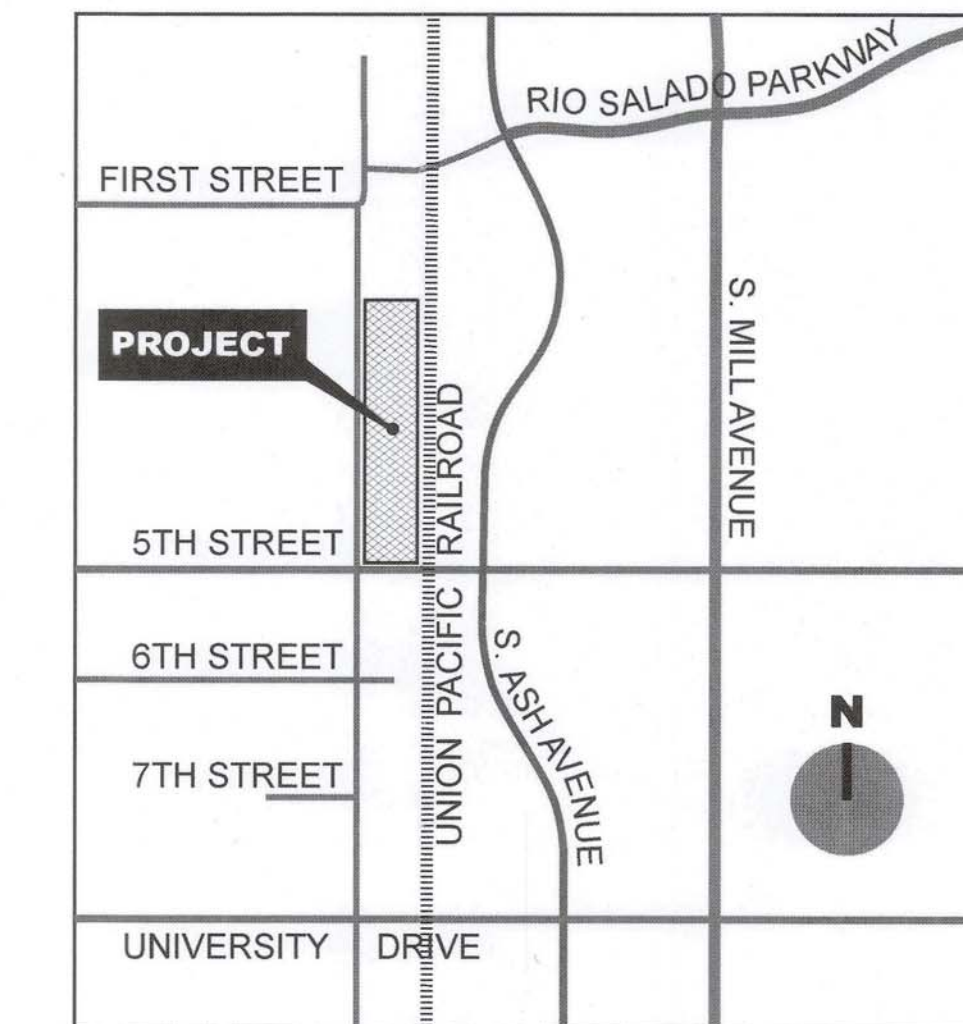 RIO SALADO PARKWAY
FIRST STREET
S. MILL AVENUE
PROJECT
5TH STREET
UNION PACIFIC RAILROAD
6TH STREET
S. ASH AVENUE
N
7TH STREET
UNIVERSITY DRIVE